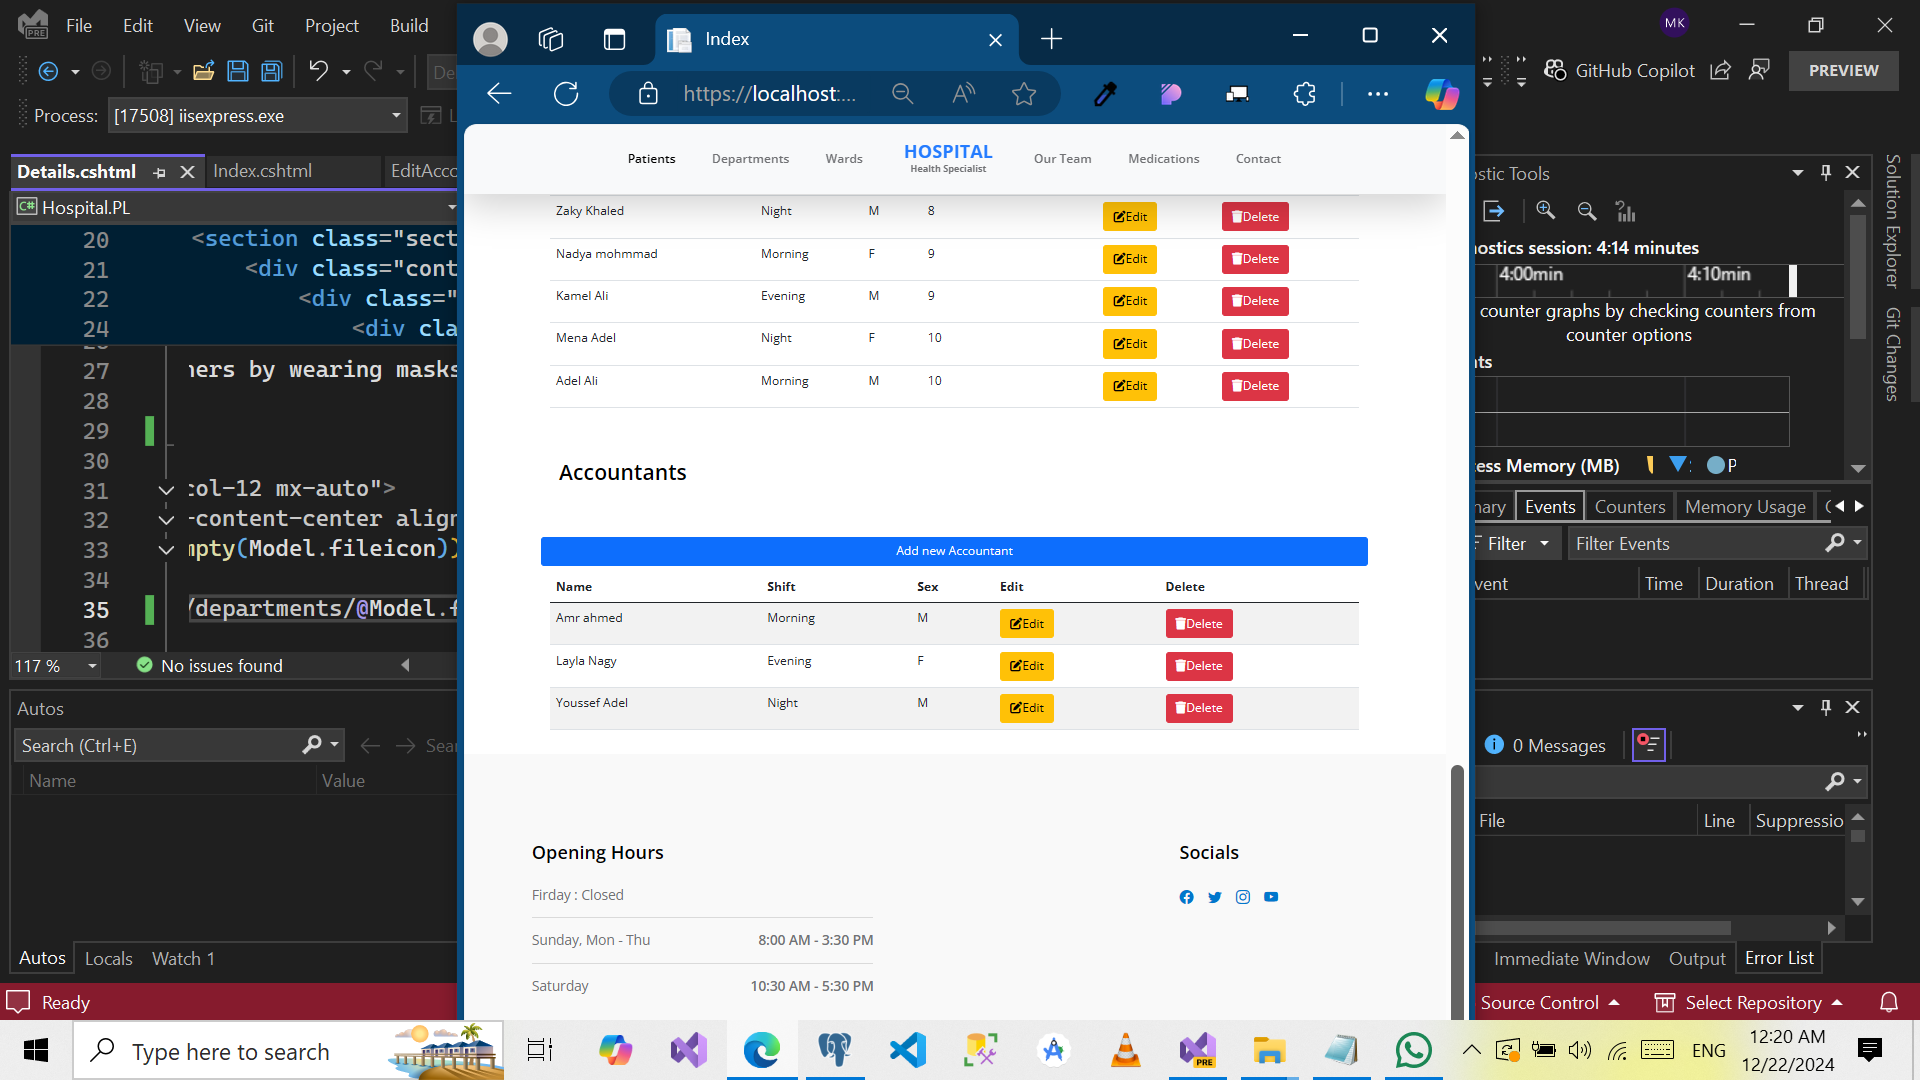 File Edit View Git Project Build
Index
MK
De
https://localhost:...
GitHub Copilot
PREVIEW
Process: [17508] iisexpress.exe
Details.cshtml
Index.cshtml
EditAcco
Hospital.PL
20 <section class="sect
21 <div class="cont
22 <div class="
24 <div cla
27 hers by wearing masks
28
29
30
31 col-12 mx-auto">
32 -content-center align
33 mpty(Model.fileicon))
34
35 /departments/@Model.f
36
117 %
No issues found
Autos
Search (Ctrl+E)
Sear
Name Value
Autos Locals Watch 1
Ready
Patients Departments Wards
HOSPITAL
Health Specialist
Our Team Medications Contact
Zaky Khaled Night M 8 Edit Delete
Nadya mohmmad Morning F 9 Edit Delete
Kamel Ali Evening M 9 Edit Delete
Mena Adel Night F 10 Edit Delete
Adel Ali Morning M 10 Edit Delete
Accountants
Add new Accountant
Name Shift Sex Edit Delete
Amr ahmed Morning M Edit Delete
Layla Nagy Evening F Edit Delete
Youssef Adel Night M Edit Delete
Opening Hours
Firday : Closed
Sunday, Mon - Thu 8:00 AM - 3:30 PM
Saturday 10:30 AM - 5:30 PM
Socials
ostic Tools
nostics session: 4:14 minutes
4:00min 4:10min
counter graphs by checking counters from
counter options
ts
ess Memory (MB)
P
nary Events Counters Memory Usage
Filter
Filter Events
vent Time Duration Thread
0 Messages
File Line Suppressio
Immediate Window Output Error List
Source Control
Select Repository
Solution Explorer
Git Changes
Type here to search
PRE
ENG
12:20 AM
12/22/2024